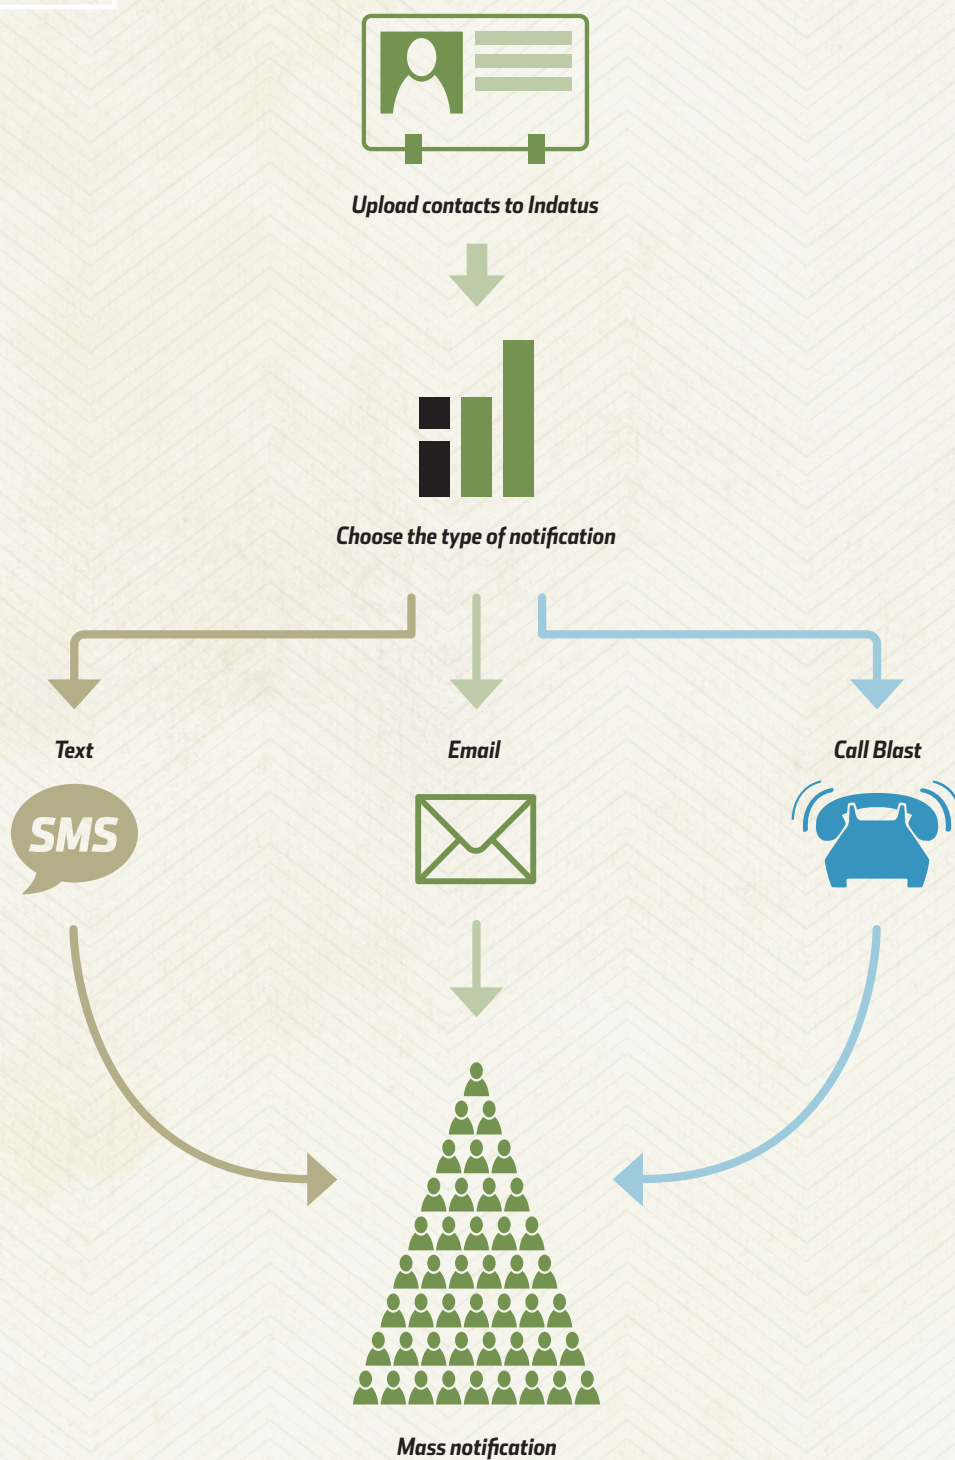 Upload contacts to Indatus
Choose the type of notification
Text
Email
Call Blast
SMS
Mass notification